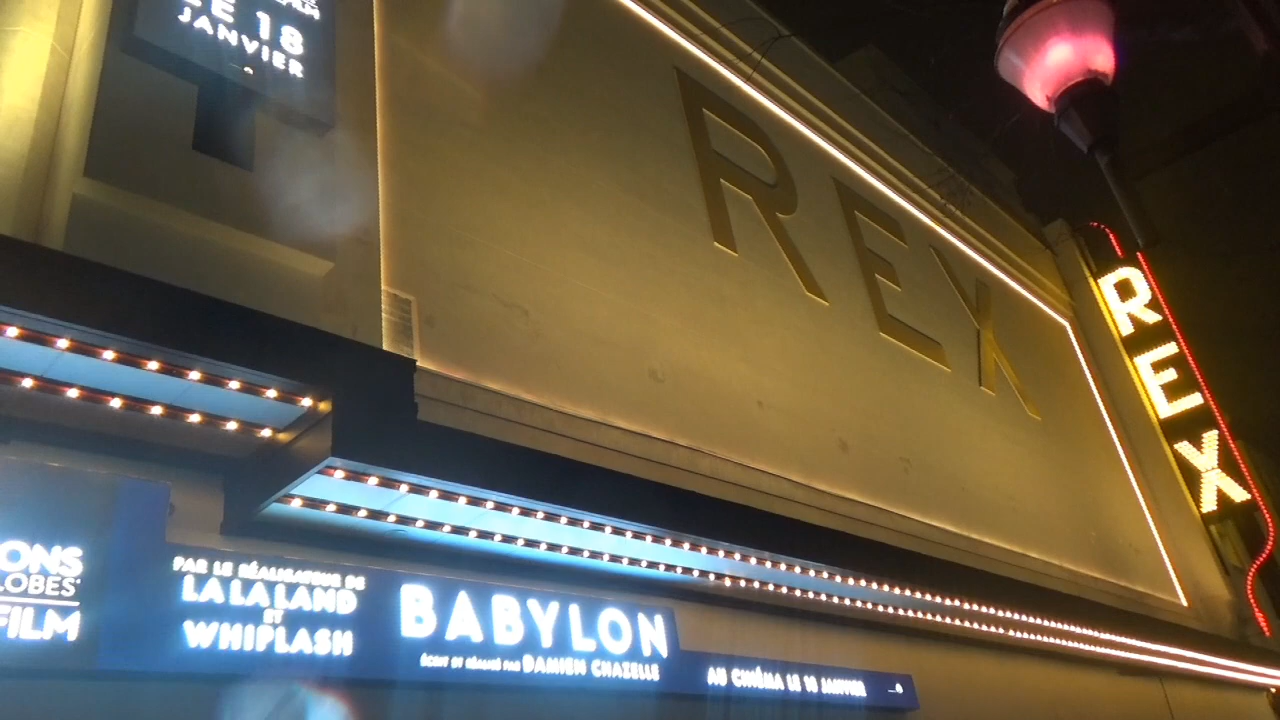 LE 18
JANVIER
REX
REX
ONS
LOBES
FILM
PAR LE RÉALISATEUR DE
LA LA LAND
ET
WHIPLASH
BABYLON
ÉCRIT ET RÉALISÉ PAR DAMIEN CHAZELLE
AU CINÉMA LE 18 JANVIER